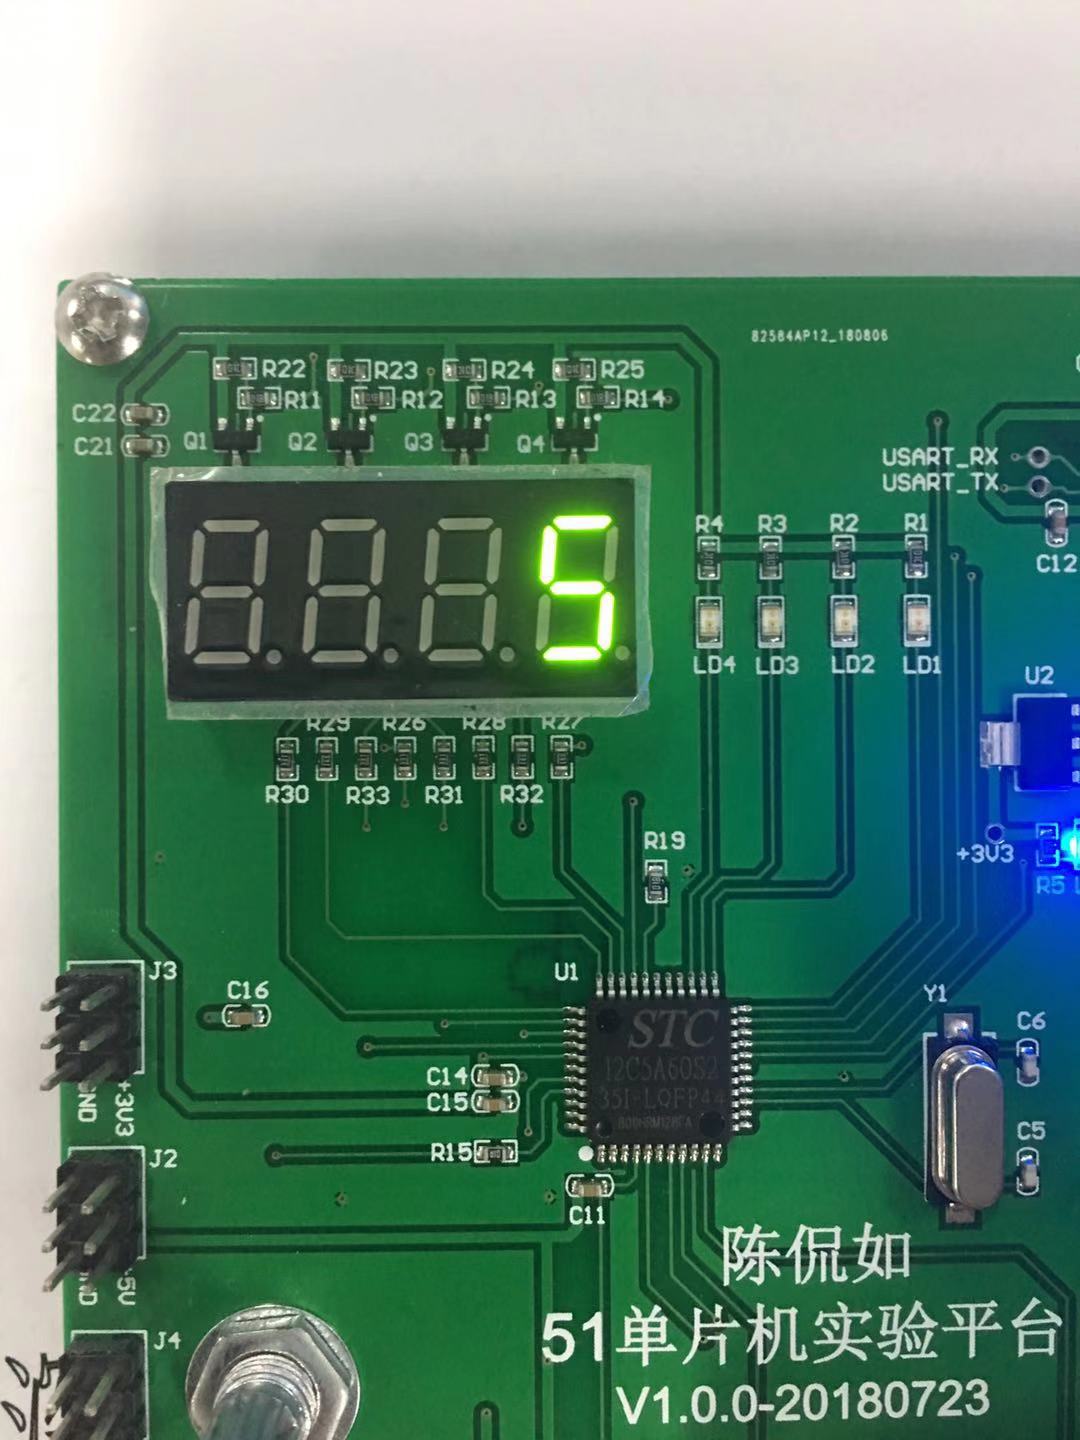 82584AP12_180806
R22
R23
R24
R25
R11
R12
R13
R14
C22
C21
Q1
Q2
Q3
Q4
USART_RX
USART_TX
5
R4
R3
R2
R1
C12
LD4
LD3
LD2
LD1
U2
R29
R26
R28
R27
R30
R33
R31
R32
+3V3
R5
R19
J3
U1
C16
Y1
C6
STC
12C5A60S2
35I-LQFP44
C14
C15
+3V3
GND
C5
R15
J2
C11
陈侃如
51单片机实验平台
V1.0.0-20180723
J4